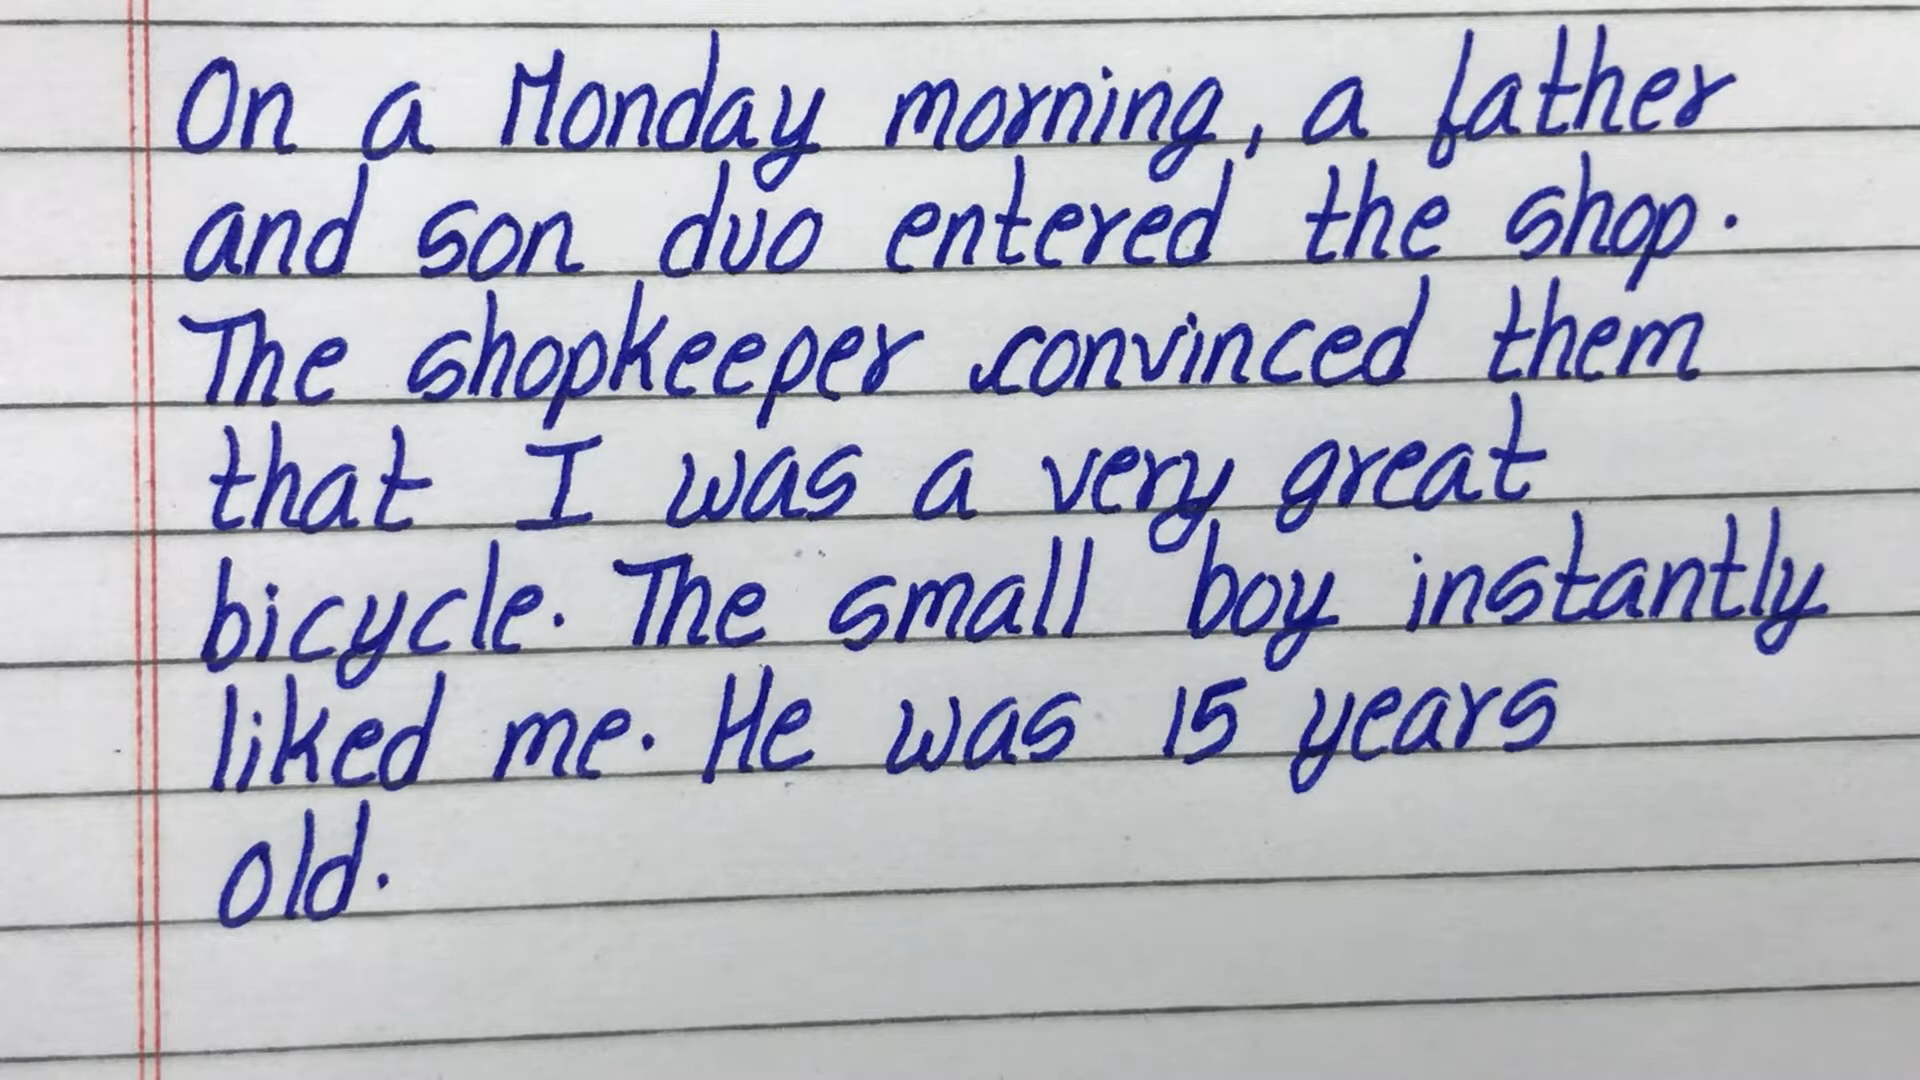 On a Monday morning, a father
and son duo entered the shop.
The shopkeeper convinced them
that I was a very great
bicycle. The small boy instantly
liked me. He was 15 years
old.